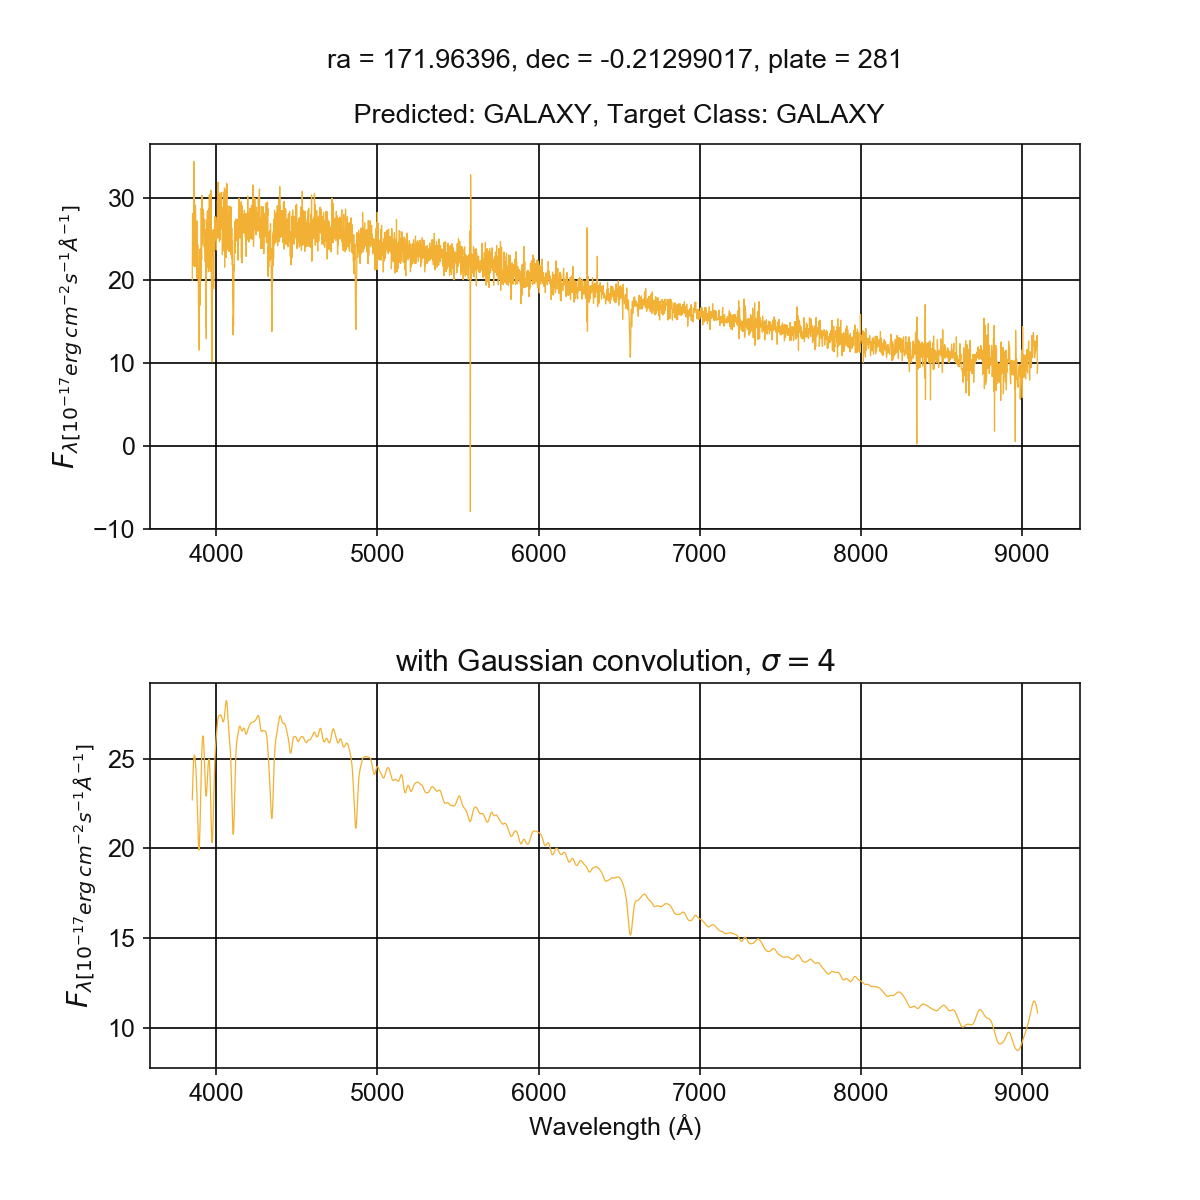 ra = 171.96396, dec = -0.21299017, plate = 281
Predicted: GALAXY, Target Class: GALAXY
F_λ[10^−17 erg cm^−2 s^−1 Å^−1]
30
20
10
0
−10
4000 5000 6000 7000 8000 9000
with Gaussian convolution, σ = 4
F_λ[10^−17 erg cm^−2 s^−1 Å^−1]
25
20
15
10
4000 5000 6000 7000 8000 9000
Wavelength (Å)